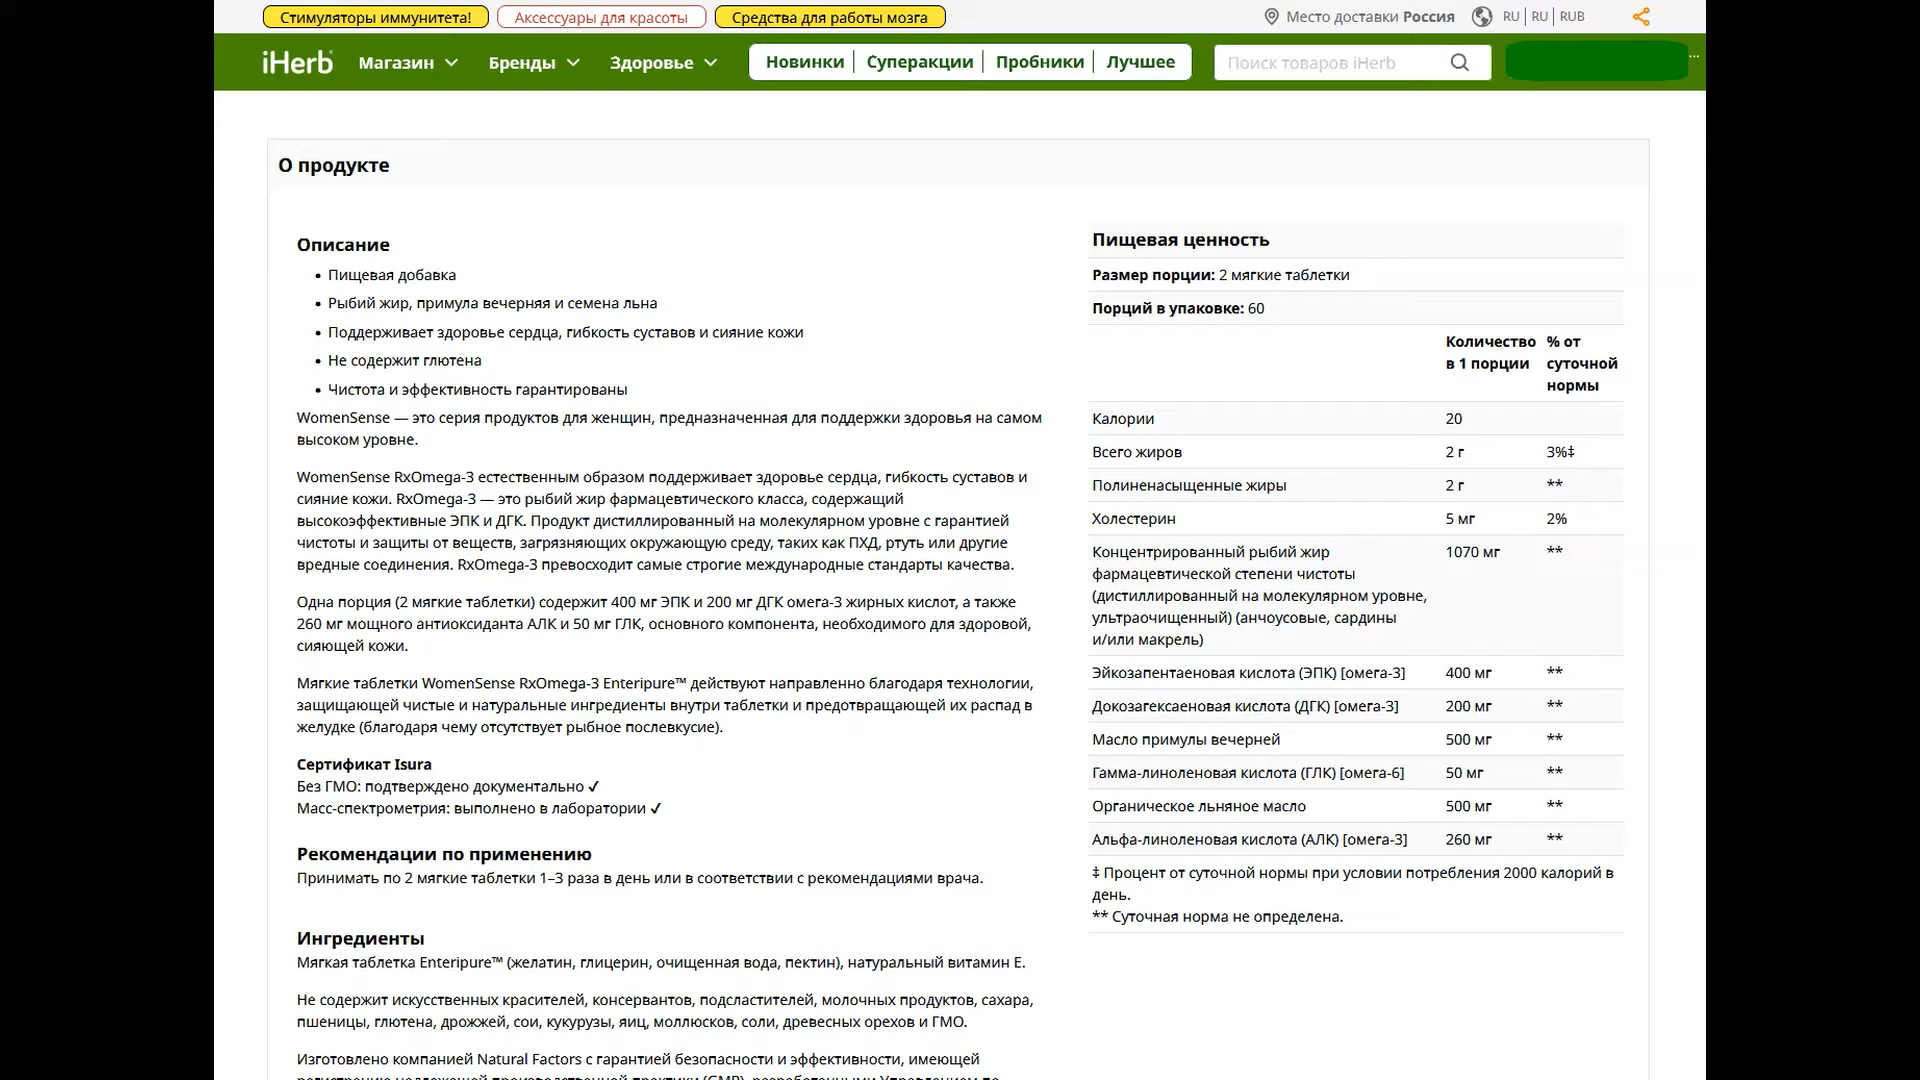 Стимуляторы иммунитета! Аксессуары для красоты Средства для работы мозга Место доставки Россия RU RU RUB
iHerb Магазин Бренды Здоровье Новинки Суперакции Пробники Лучшее Поиск товаров iHerb
О продукте
Описание
• Пищевая добавка
• Рыбий жир, примула вечерняя и семена льна
• Поддерживает здоровье сердца, гибкость суставов и сияние кожи
• Не содержит глютена
• Чистота и эффективность гарантированы
WomenSense — это серия продуктов для женщин, предназначенная для поддержки здоровья на самом
высоком уровне.
WomenSense RxOmega-3 естественным образом поддерживает здоровье сердца, гибкость суставов и
сияние кожи. RxOmega-3 — это рыбий жир фармацевтического класса, содержащий
высокоэффективные ЭПК и ДГК. Продукт дистиллированный на молекулярном уровне с гарантией
чистоты и защиты от веществ, загрязняющих окружающую среду, таких как ПХД, ртуть или другие
вредные соединения. RxOmega-3 превосходит самые строгие международные стандарты качества.
Одна порция (2 мягкие таблетки) содержит 400 мг ЭПК и 200 мг ДГК омега-3 жирных кислот, а также
260 мг мощного антиоксиданта АЛК и 50 мг ГЛК, основного компонента, необходимого для здоровой,
сияющей кожи.
Мягкие таблетки WomenSense RxOmega-3 Enteripure™ действуют направленно благодаря технологии,
защищающей чистые и натуральные ингредиенты внутри таблетки и предотвращающей их распад в
желудке (благодаря чему отсутствует рыбное послевкусие).
Сертификат Isura
Без ГМО: подтверждено документально ✓
Масс-спектрометрия: выполнено в лаборатории ✓
Рекомендации по применению
Принимать по 2 мягкие таблетки 1–3 раза в день или в соответствии с рекомендациями врача.
Ингредиенты
Мягкая таблетка Enteripure™ (желатин, глицерин, очищенная вода, пектин), натуральный витамин Е.
Не содержит искусственных красителей, консервантов, подсластителей, молочных продуктов, сахара,
пшеницы, глютена, дрожжей, сои, кукурузы, яиц, моллюсков, соли, древесных орехов и ГМО.
Изготовлено компанией Natural Factors с гарантией безопасности и эффективности, имеющей
регистрацию надлежащей производственной практики (GMP), разработанными Управлением по
Пищевая ценность
Размер порции: 2 мягкие таблетки
Порций в упаковке: 60
Количество в 1 порции % от суточной нормы
Калории 20
Всего жиров 2 г 3%‡
Полиненасыщенные жиры 2 г **
Холестерин 5 мг 2%
Концентрированный рыбий жир 1070 мг **
фармацевтической степени чистоты
(дистиллированный на молекулярном уровне,
ультраочищенный) (анчоусовые, сардины
и/или макрель)
Эйкозапентаеновая кислота (ЭПК) [омега-3] 400 мг **
Докозагексаеновая кислота (ДГК) [омега-3] 200 мг **
Масло примулы вечерней 500 мг **
Гамма-линоленовая кислота (ГЛК) [омега-6] 50 мг **
Органическое льняное масло 500 мг **
Альфа-линоленовая кислота (АЛК) [омега-3] 260 мг **
‡ Процент от суточной нормы при условии потребления 2000 калорий в
день.
** Суточная норма не определена.